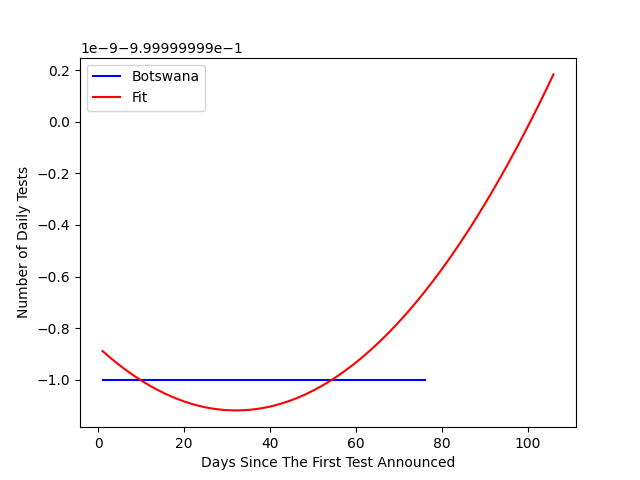 1e−9−9.99999999e−1
Botswana
Fit
0.2
0.0
−0.2
−0.4
−0.6
−0.8
−1.0
Number of Daily Tests
0 20 40 60 80 100
Days Since The First Test Announced